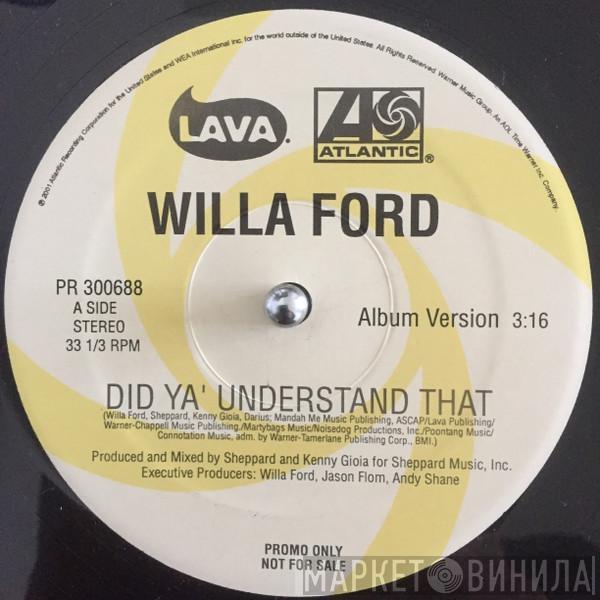 ℗ 2001 Atlantic Recording Corporation for the United States and WEA International Inc. for the world outside of the United States. All Rights Reserved. Warner Music Group. An AOL Time Warner Inc. Company.
LAVA.
ATLANTIC®
WILLA FORD
PR 300688
A SIDE
STEREO
33 1/3 RPM
Album Version 3:16
DID YA' UNDERSTAND THAT
(Willa Ford, Sheppard, Kenny Gioia, Darius; Mandah Me Music Publishing, ASCAP/Lava Publishing/
Warner-Chappell Music Publishing./Martybags Music/Noisedog Productions, Inc./Poontang Music/
Connotation Music, adm. by Warner-Tamerlane Publishing Corp., BMI.)
Produced and Mixed by Sheppard and Kenny Gioia for Sheppard Music, Inc.
Executive Producers: Willa Ford, Jason Flom, Andy Shane
PROMO ONLY
NOT FOR SALE
МАРКЕТ ВИНИЛА